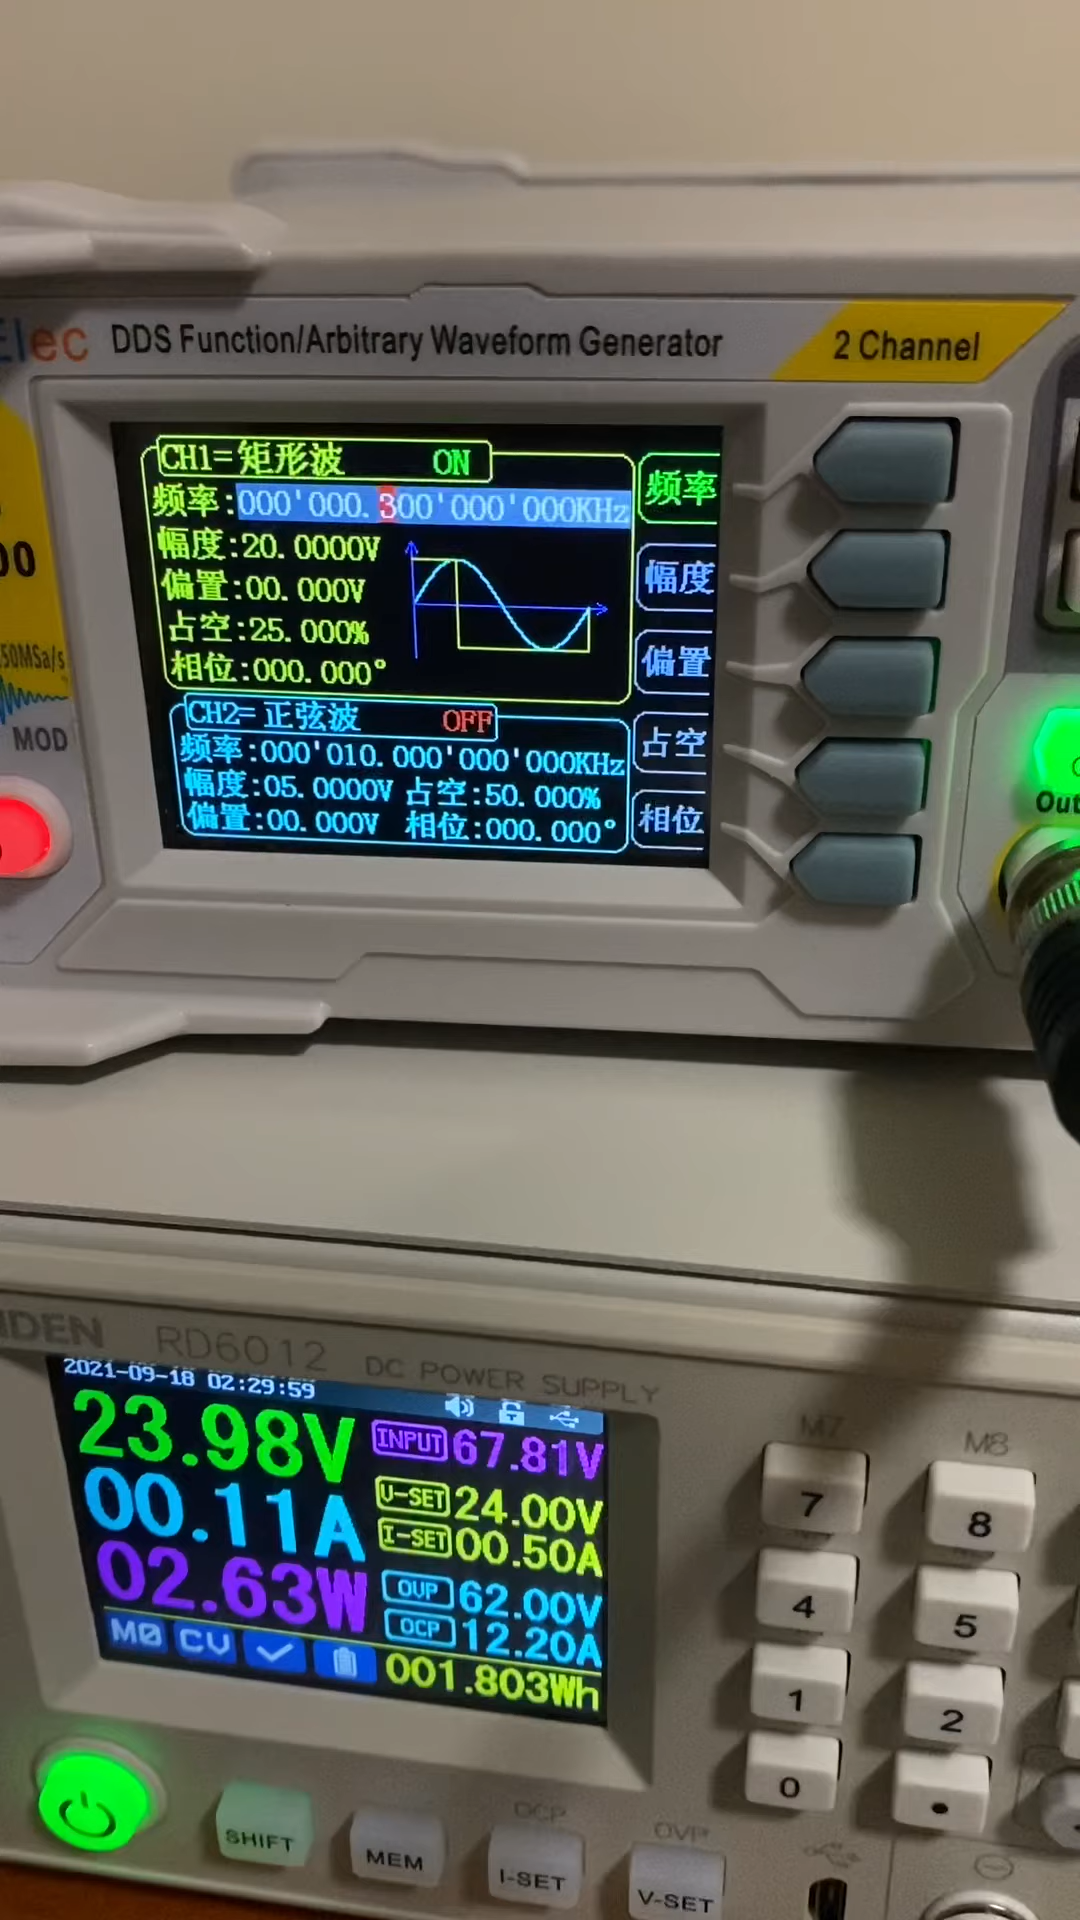 Elec DDS Function/Arbitrary Waveform Generator 2 Channel
CH1=矩形波 ON
频率:000'000.300'000'000KHz
幅度:20.0000V
偏置:00.000V
占空:25.000%
相位:000.000°
CH2=正弦波 OFF
频率:000'010.000'000'000KHz
幅度:05.0000V 占空:50.000%
偏置:00.000V 相位:000.000°
频率
幅度
偏置
占空
相位
00
50MSa/s
MOD
Out
IDEN RD6012 DC POWER SUPPLY
2021-09-18 02:29:59
23.98V
00.11A
02.63W
INPUT 67.81V
V-SET 24.00V
I-SET 00.50A
OVP 62.00V
OCP 12.20A
M0 CV 001.803Wh
M7 M8
7 8
4 5
1 2
0 .
SHIFT
MEM
OCP
I-SET
OVP
V-SET